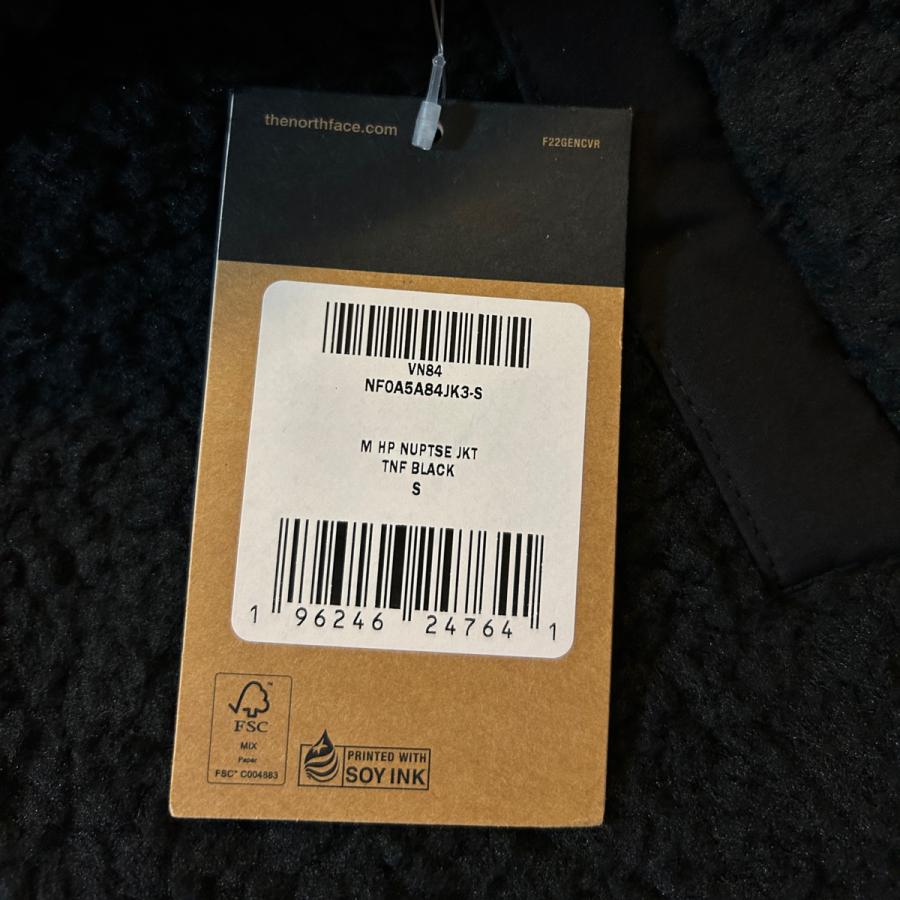 thenorthface.com
F22GENCVR
VN84
NF0A5A84JK3-S
M HP NUPTSE JKT
TNF BLACK
S
1 96246 24764 1
FSC
MIX
Paper
FSC™ C004883
PRINTED WITH
SOY INK